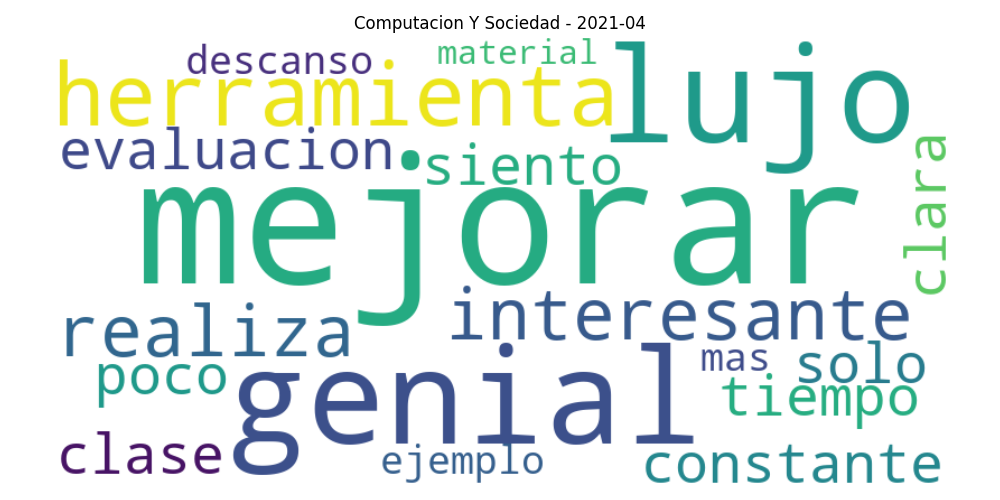 Computacion Y Sociedad - 2021-04
descanso
material
herramienta
lujo
evaluacion
siento
clara
mejorar
realiza
interesante
poco
genial
mas
solo
tiempo
clase
ejemplo
constante